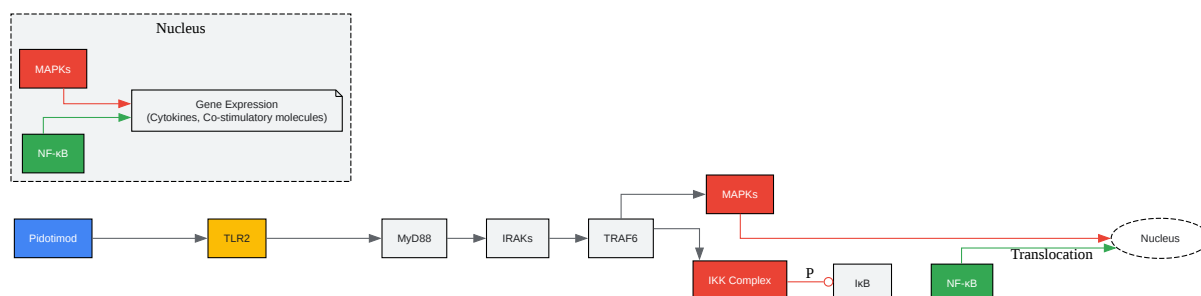 Nucleus
MAPKs
Gene Expression
(Cytokines, Co-stimulatory molecules)
NF-κB
MAPKs
Pidotimod
TLR2
MyD88
IRAKs
TRAF6
Nucleus
Translocation
IKK Complex
P
IκB
NF-κB